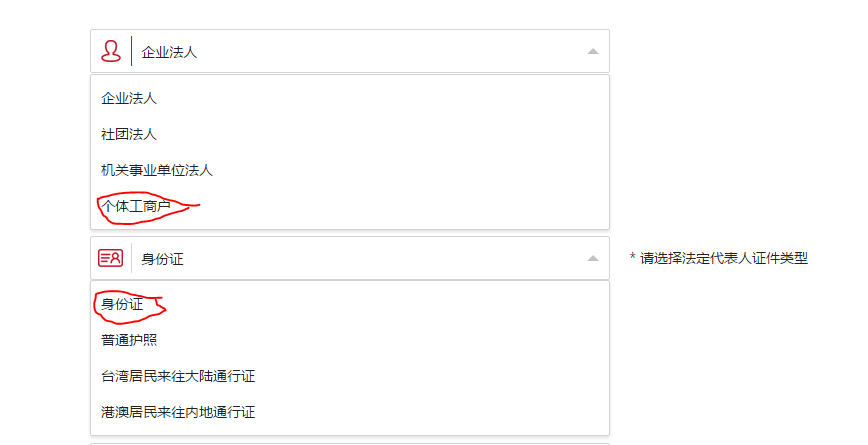 企业法人
企业法人
社团法人
机关事业单位法人
个体工商户
身份证
* 请选择法定代表人证件类型
身份证
普通护照
台湾居民来往大陆通行证
港澳居民来往内地通行证